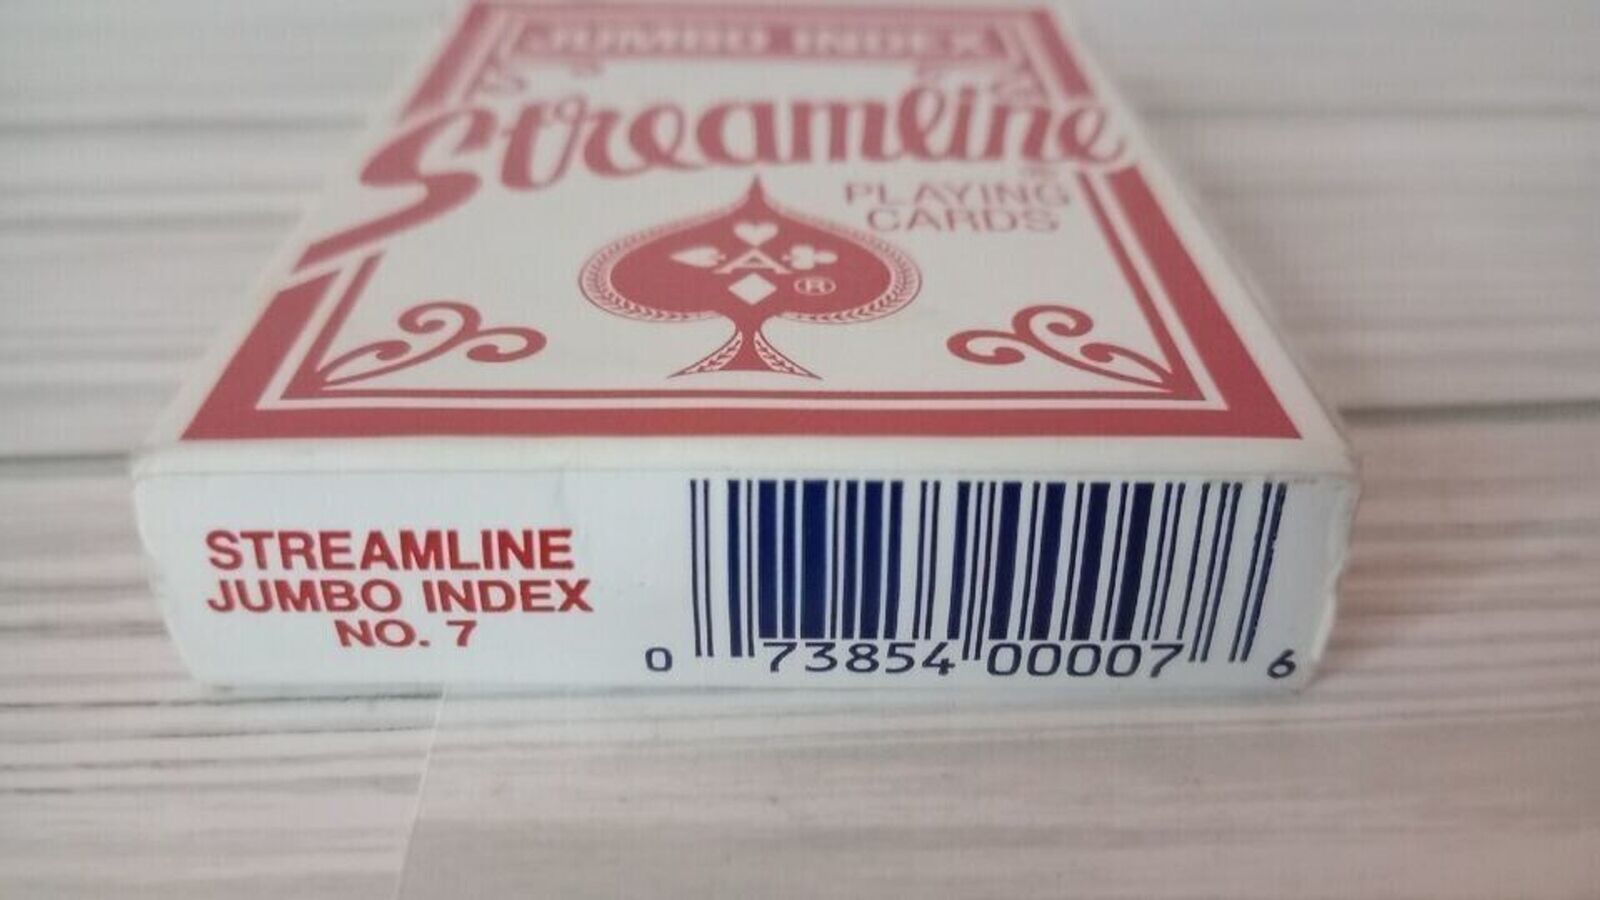 JUMBO INDEX
Streamline
PLAYING
CARDS
A
®
STREAMLINE
JUMBO INDEX
NO. 7
0 73854 00007 6